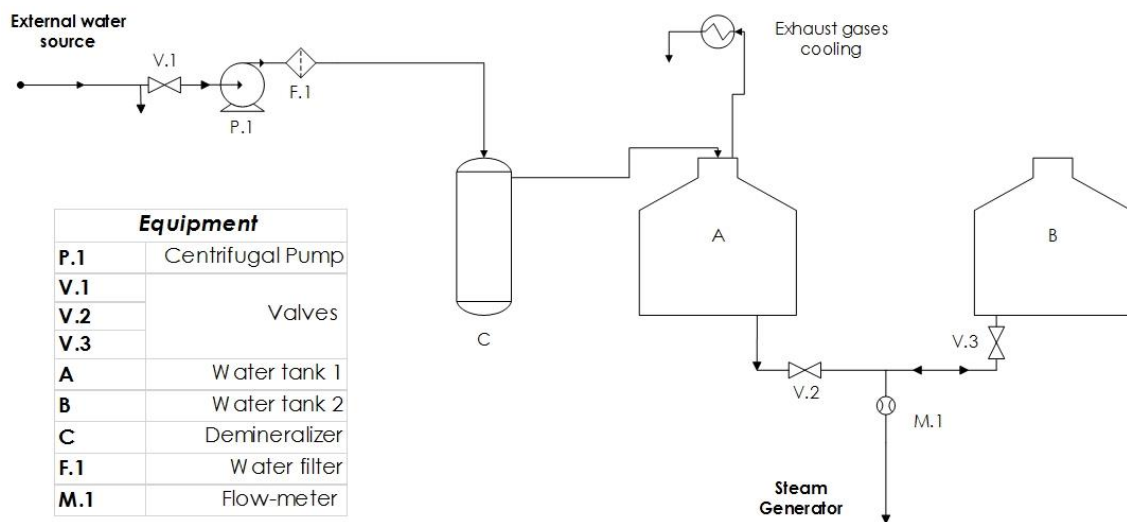 External water
source
V.1
P.1
F.1
Exhaust gases
cooling
C
A
B
V.2
V.3
M.1
Steam
Generator
Equipment
P.1 Centrifugal Pump
V.1
V.2 Valves
V.3
A Water tank 1
B Water tank 2
C Demineralizer
F.1 Water filter
M.1 Flow-meter